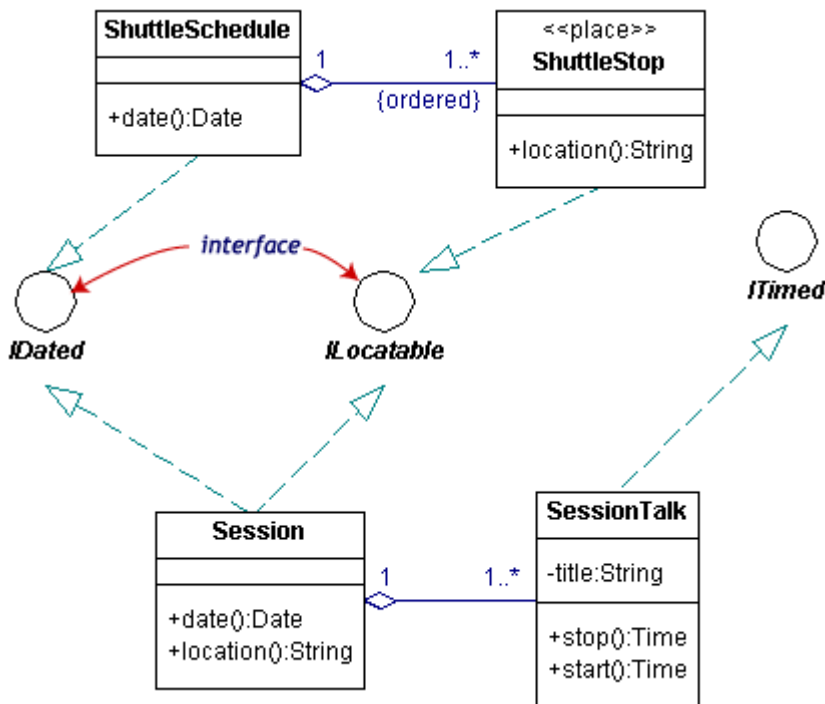 ShuttleSchedule
+date():Date
1
1..*
{ordered}
<<place>>
ShuttleStop
+location():String
interface
IDated
ILocatable
ITimed
Session
+date():Date
+location():String
1
1..*
SessionTalk
-title:String
+stop():Time
+start():Time